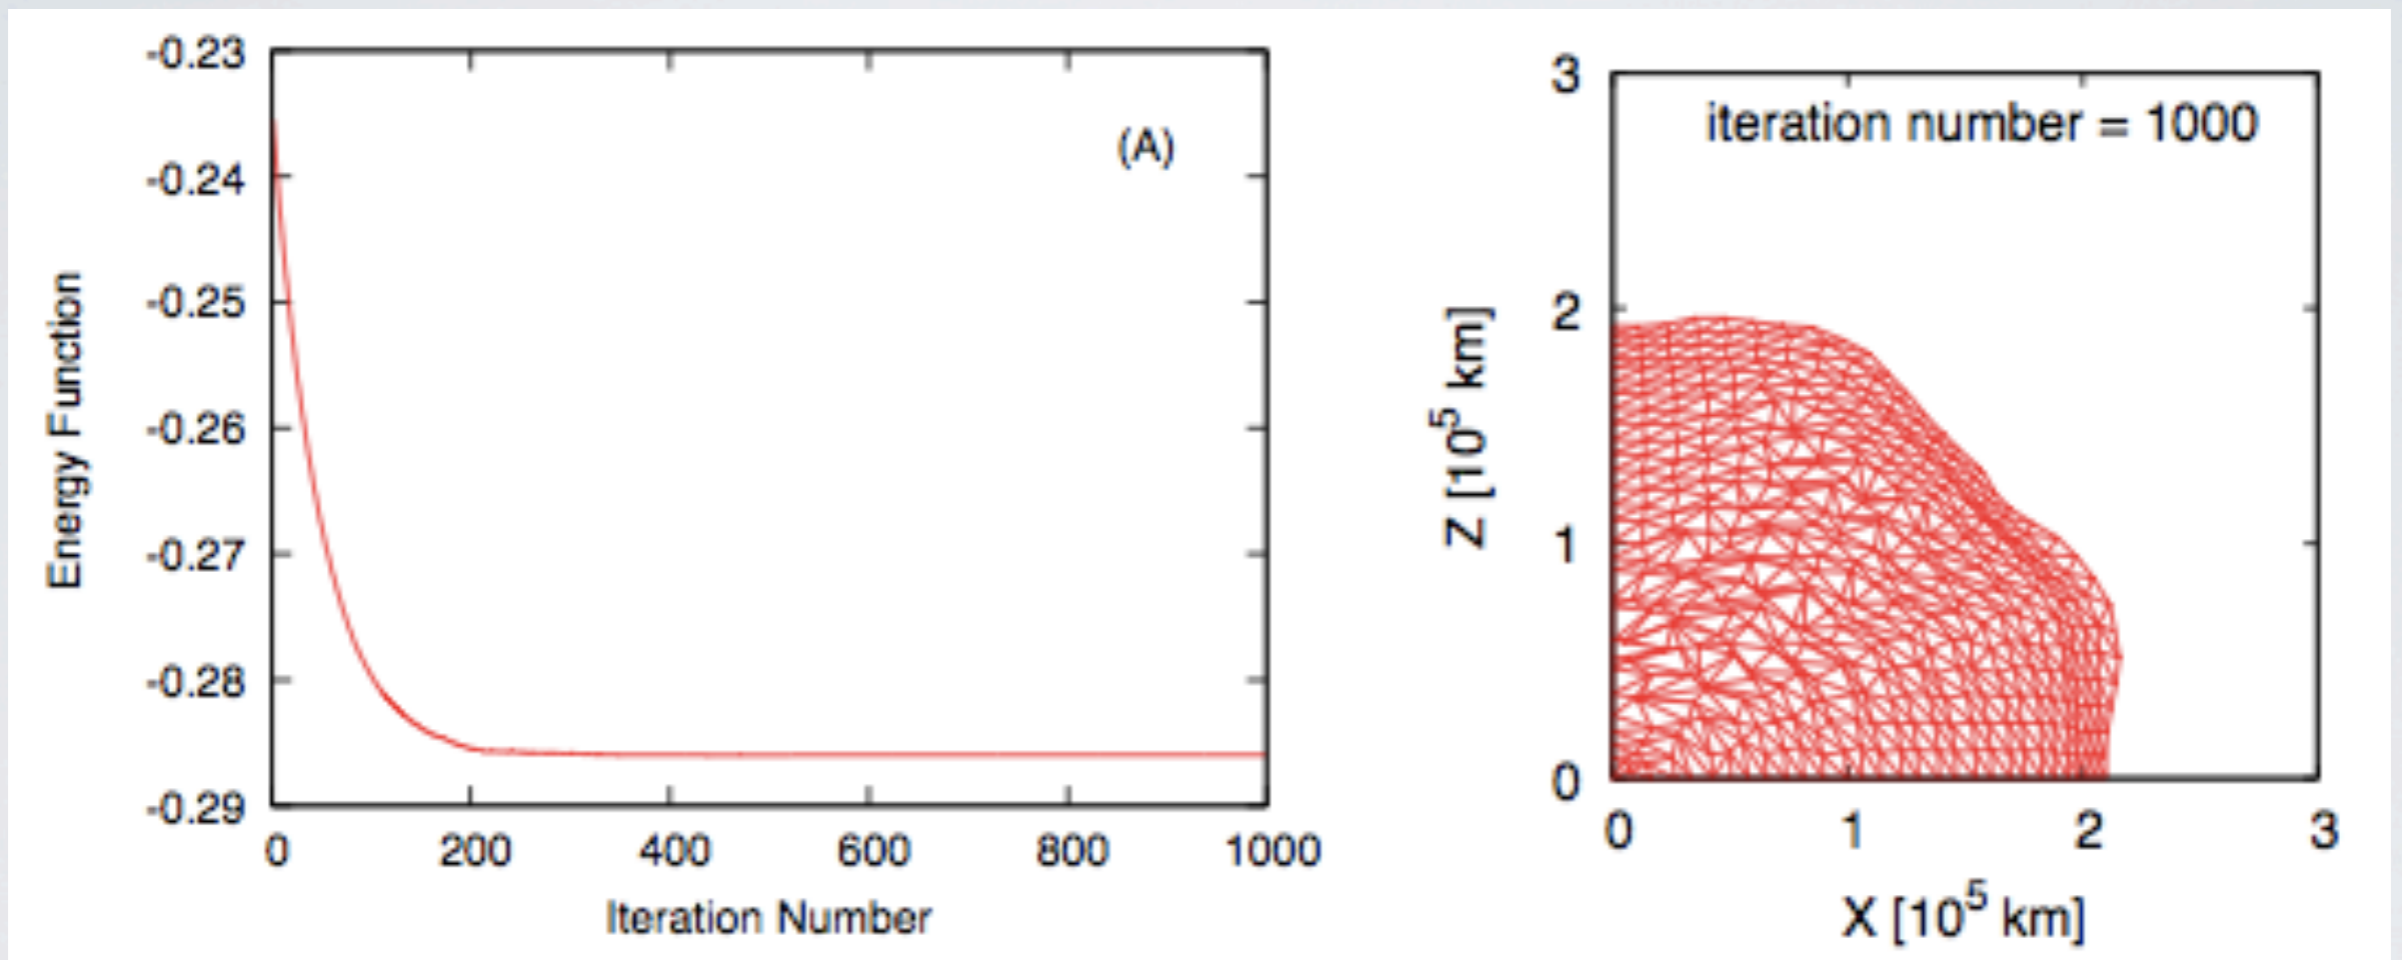 -0.23
-0.24
-0.25
-0.26
-0.27
-0.28
-0.29
Energy Function
(A)
0 200 400 600 800 1000
Iteration Number
3
2
1
0
Z [10^5 km]
iteration number = 1000
0 1 2 3
X [10^5 km]